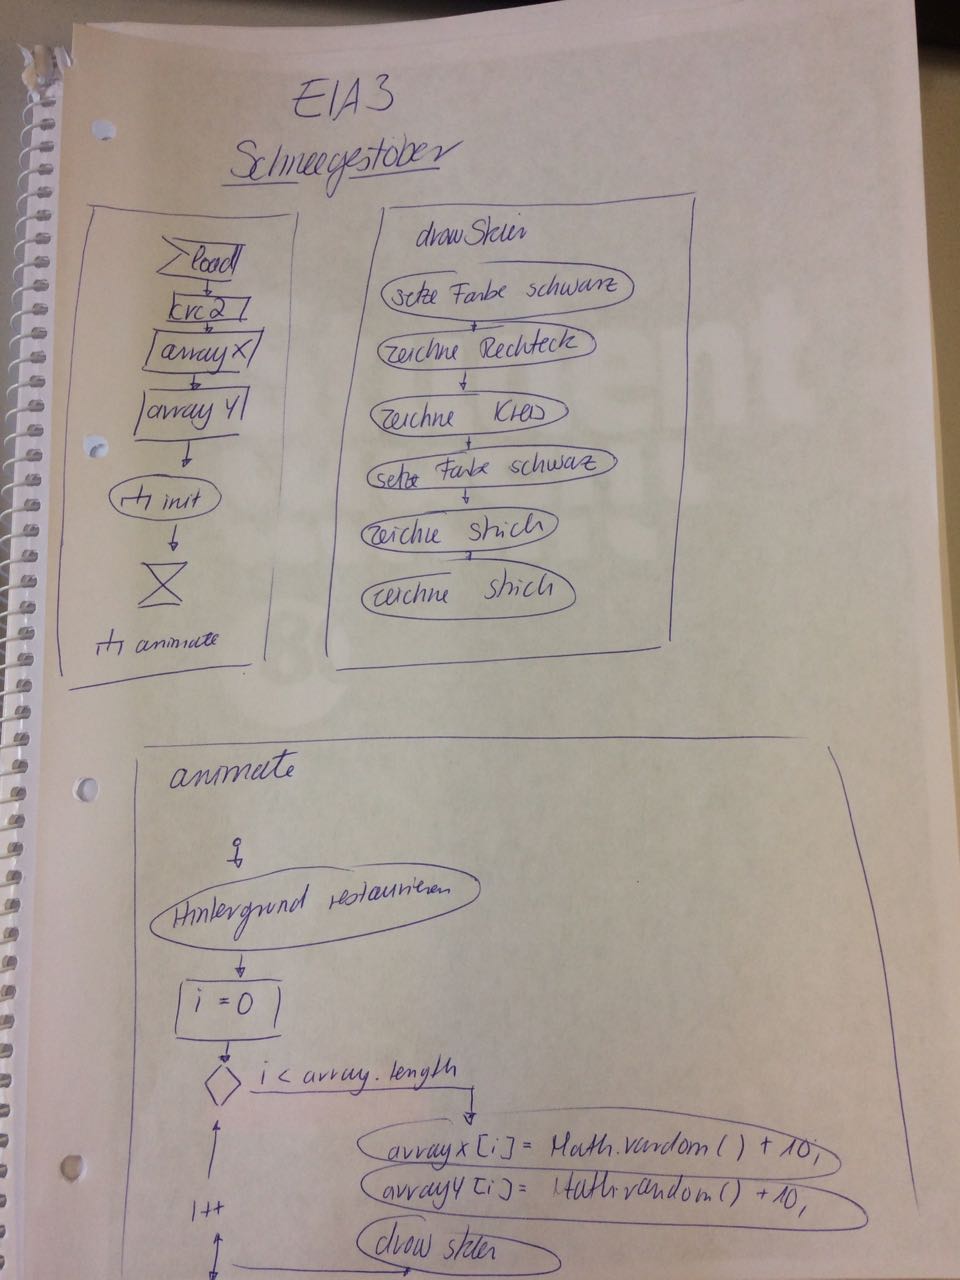 EIA3
Schneegestöber
load
crc2
array X
array Y
init
animate
draw Skier
setze Farbe schwarz
zeichne Rechteck
zeichne Kreis
setze Farbe schwarz
zeichne Strich
zeichne Strich
animate
Hintergrund restaurieren
i = 0
i < array.length
arrayx[i] = Math.random() + 10;
arrayY[i] = Math.random() + 10;
draw skier
i++